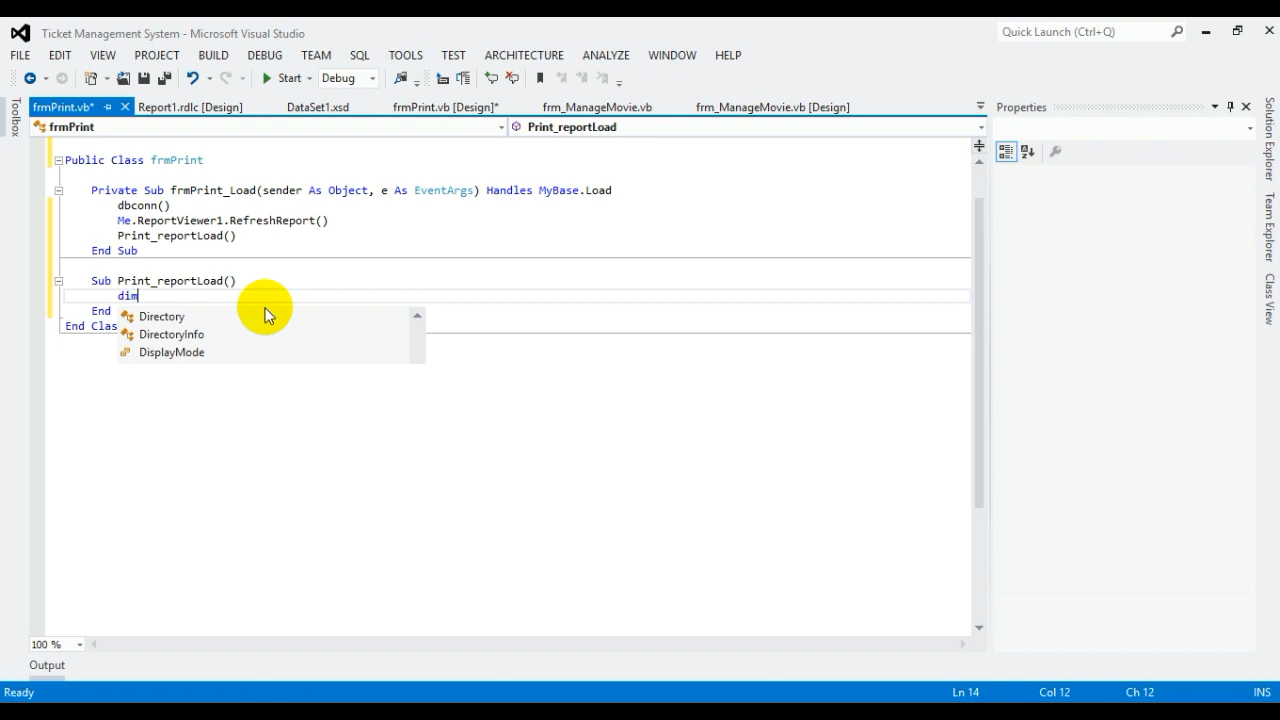 Ticket Management System - Microsoft Visual Studio
Quick Launch (Ctrl+Q)
FILE EDIT VIEW PROJECT BUILD DEBUG TEAM SQL TOOLS TEST ARCHITECTURE ANALYZE WINDOW HELP
Start Debug
frmPrint.vb* Report1.rdlc [Design] DataSet1.xsd frmPrint.vb [Design]* frm_ManageMovie.vb frm_ManageMovie.vb [Design]
Properties
Toolbox
frmPrint Print_reportLoad
Public Class frmPrint
Private Sub frmPrint_Load(sender As Object, e As EventArgs) Handles MyBase.Load
dbconn()
Me.ReportViewer1.RefreshReport()
Print_reportLoad()
End Sub
Sub Print_reportLoad()
dim
End
End Clas
Directory
DirectoryInfo
DisplayMode
Solution Explorer
Team Explorer
Class View
100 %
Output
Ready Ln 14 Col 12 Ch 12 INS